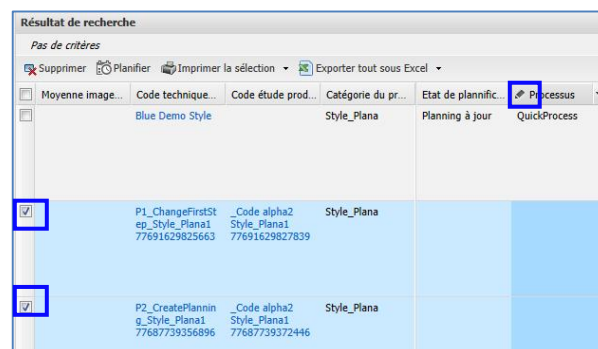 Résultat de recherche
Pas de critères
Supprimer Planifier Imprimer la sélection Exporter tout sous Excel
Moyenne image... Code technique... Code étude prod... Catégorie du pr... Etat de plannific... Processus
Blue Demo Style Style_Plana Planning à jour QuickProcess
P1_ChangeFirstSt _Code alpha2 Style_Plana
ep_Style_Plana1 Style_Plana1
77691629825663 77691629827839
P2_CreatePlannin _Code alpha2 Style_Plana
g_Style_Plana1 Style_Plana1
77687739356896 77687739372446